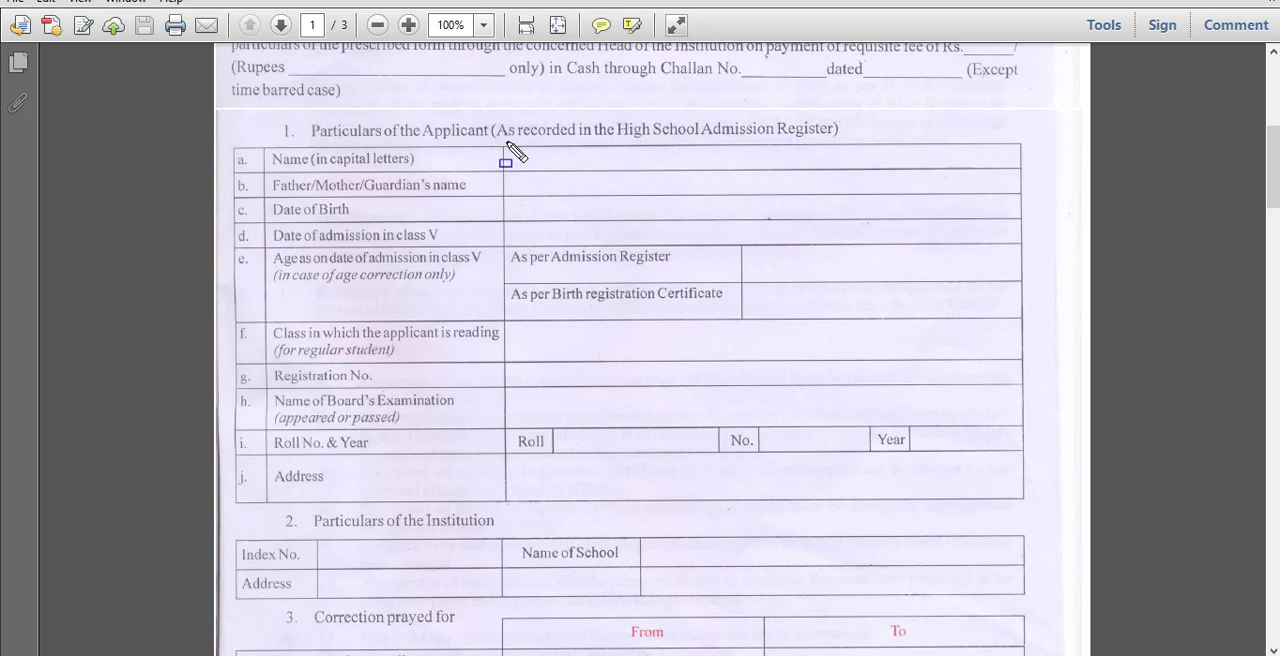 1 / 3 100% Tools Sign Comment
particulars of the prescribed form through the concerned Head of the Institution on payment of requisite fee of Rs.______/
(Rupees ____________________ only) in Cash through Challan No.________dated_________ (Except
time barred case)
1. Particulars of the Applicant (As recorded in the High School Admission Register)
a. Name (in capital letters)
b. Father/Mother/Guardian's name
c. Date of Birth
d. Date of admission in class V
e. Age as on date of admission in class V As per Admission Register
(in case of age correction only)
As per Birth registration Certificate
f. Class in which the applicant is reading
(for regular student)
g. Registration No.
h. Name of Board's Examination
(appeared or passed)
i. Roll No. & Year Roll No. Year
j. Address
2. Particulars of the Institution
Index No. Name of School
Address
3. Correction prayed for
From To